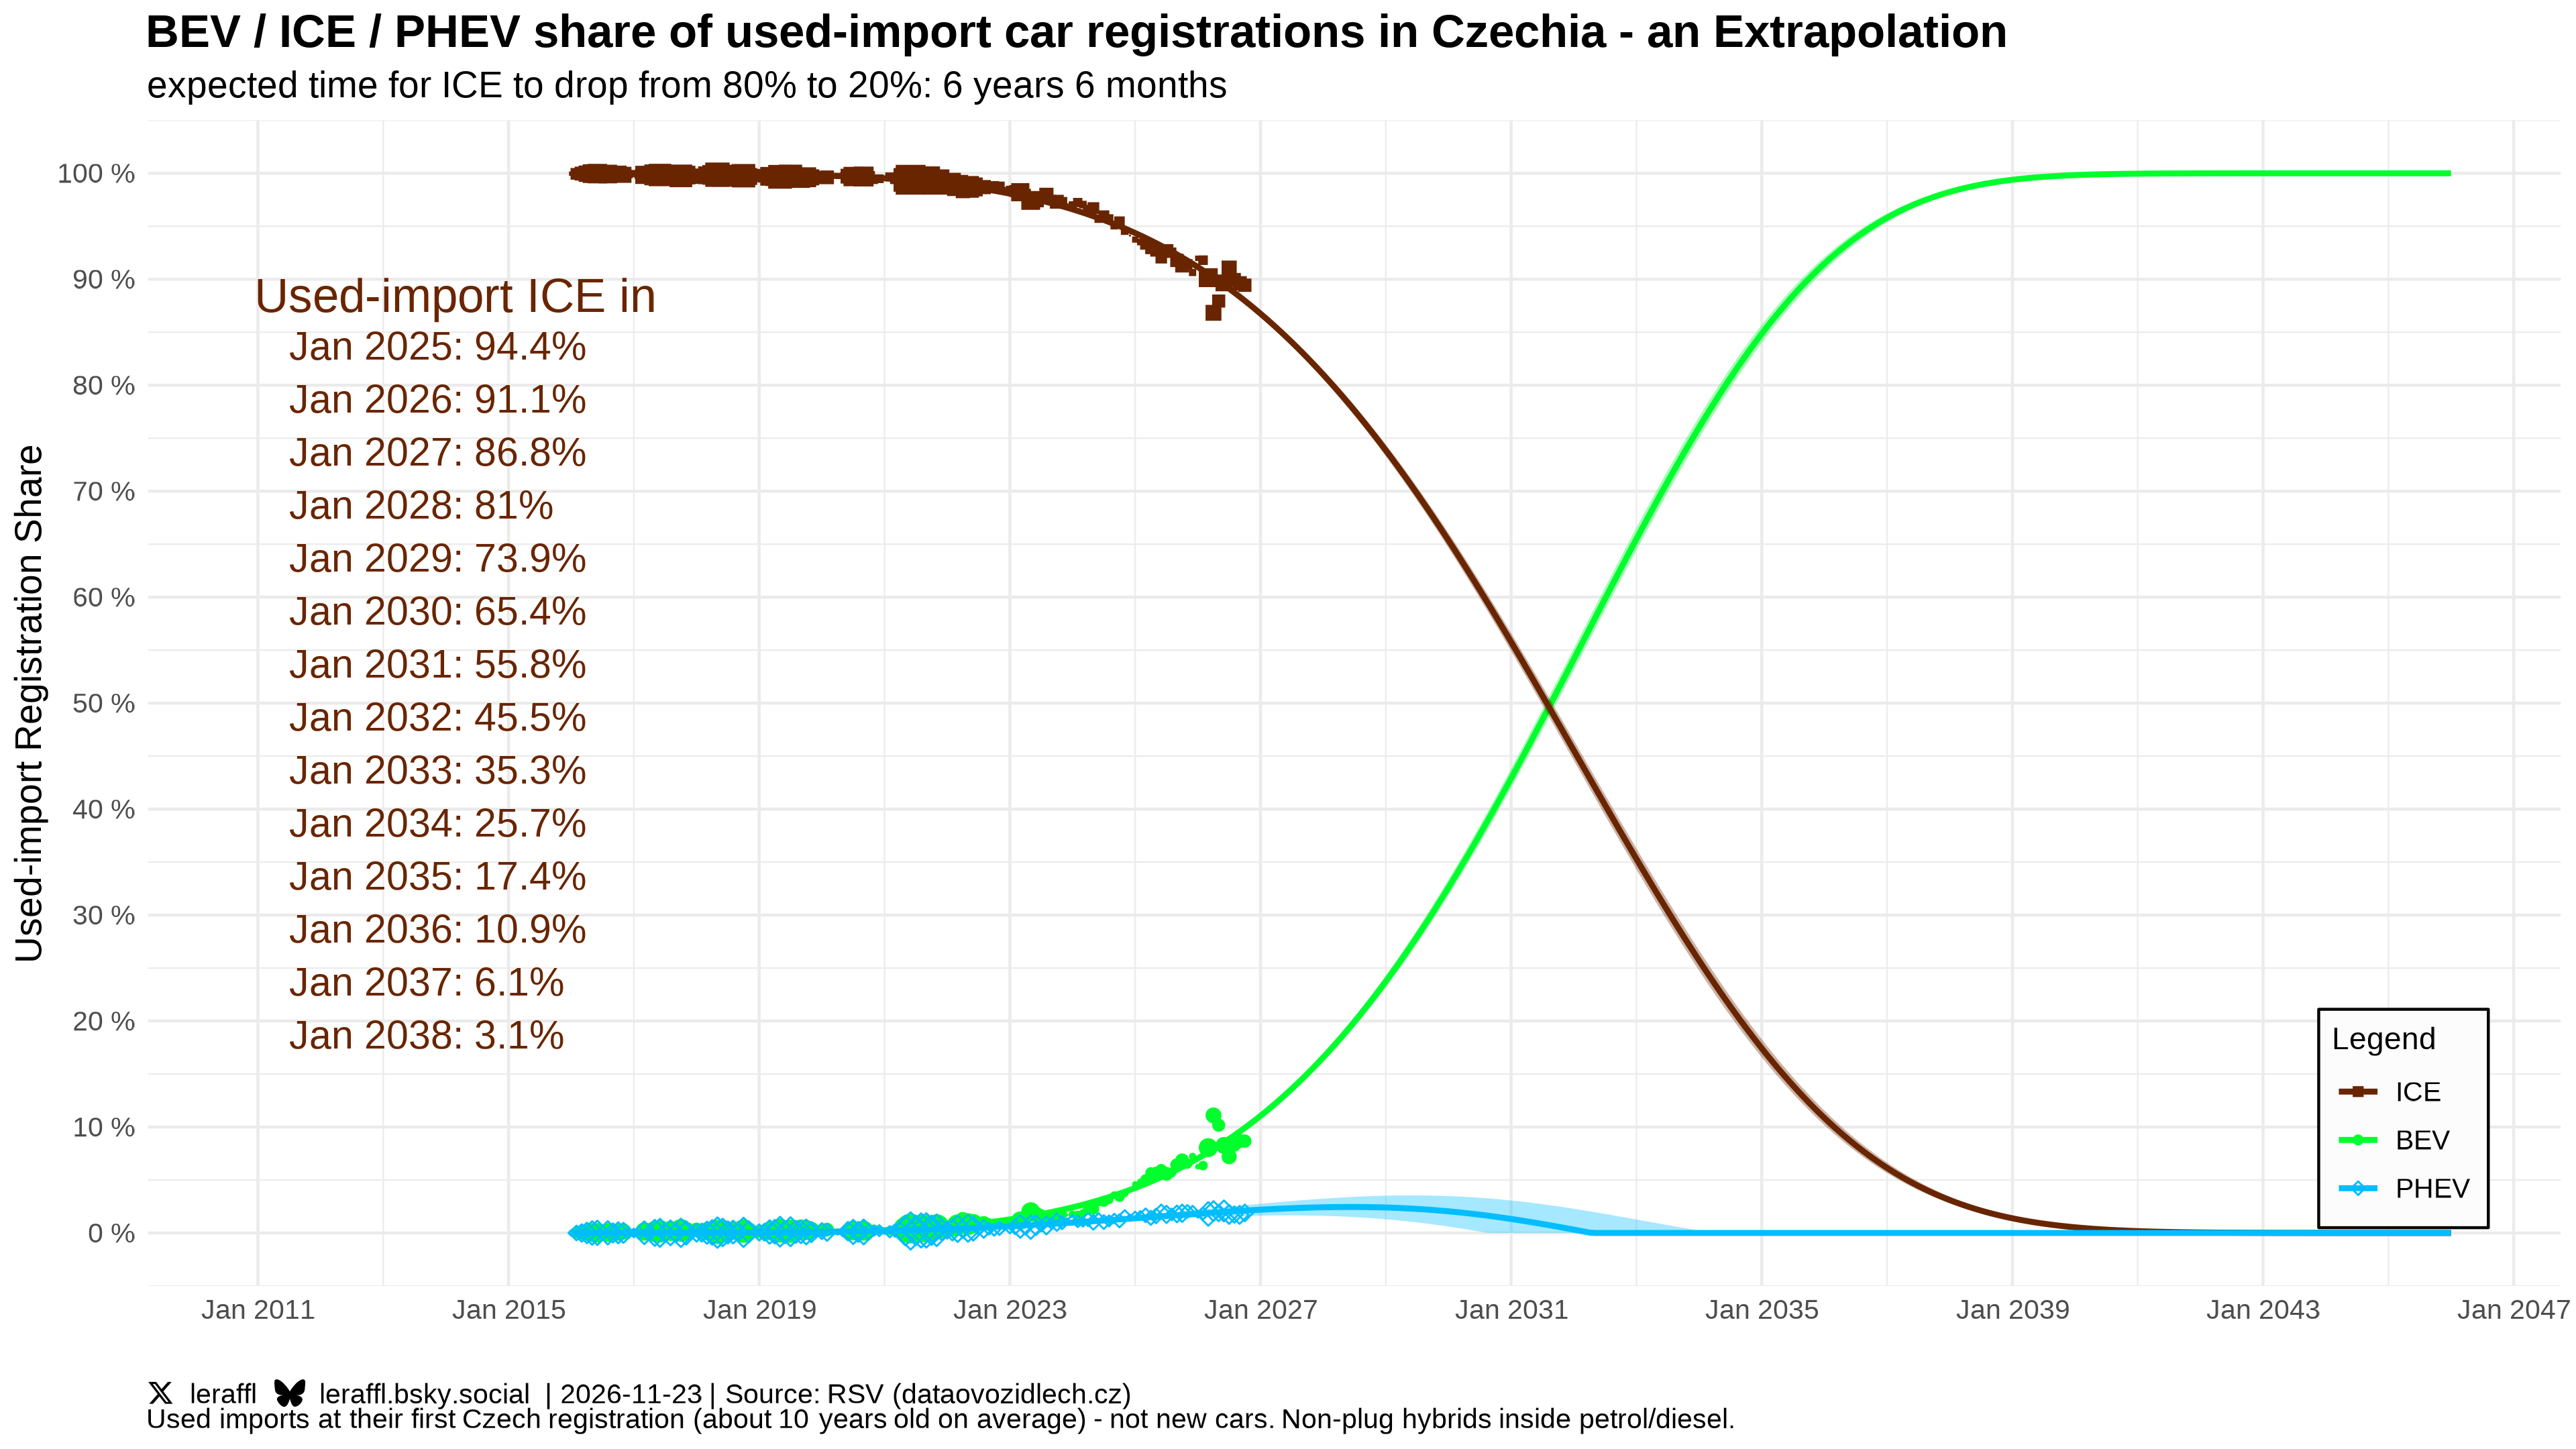 BEV / ICE / PHEV share of used-import car registrations in Czechia - an Extrapolation
expected time for ICE to drop from 80% to 20%: 6 years 6 months
Used-import Registration Share
100 %
90 %
80 %
70 %
60 %
50 %
40 %
30 %
20 %
10 %
0 %
Used-import ICE in
Jan 2025: 94.4%
Jan 2026: 91.1%
Jan 2027: 86.8%
Jan 2028: 81%
Jan 2029: 73.9%
Jan 2030: 65.4%
Jan 2031: 55.8%
Jan 2032: 45.5%
Jan 2033: 35.3%
Jan 2034: 25.7%
Jan 2035: 17.4%
Jan 2036: 10.9%
Jan 2037: 6.1%
Jan 2038: 3.1%
Legend
ICE
BEV
PHEV
Jan 2011 Jan 2015 Jan 2019 Jan 2023 Jan 2027 Jan 2031 Jan 2035 Jan 2039 Jan 2043 Jan 2047
leraffl leraffl.bsky.social | 2026-11-23 | Source: RSV (dataovozidlech.cz)
Used imports at their first Czech registration (about 10 years old on average) - not new cars. Non-plug hybrids inside petrol/diesel.